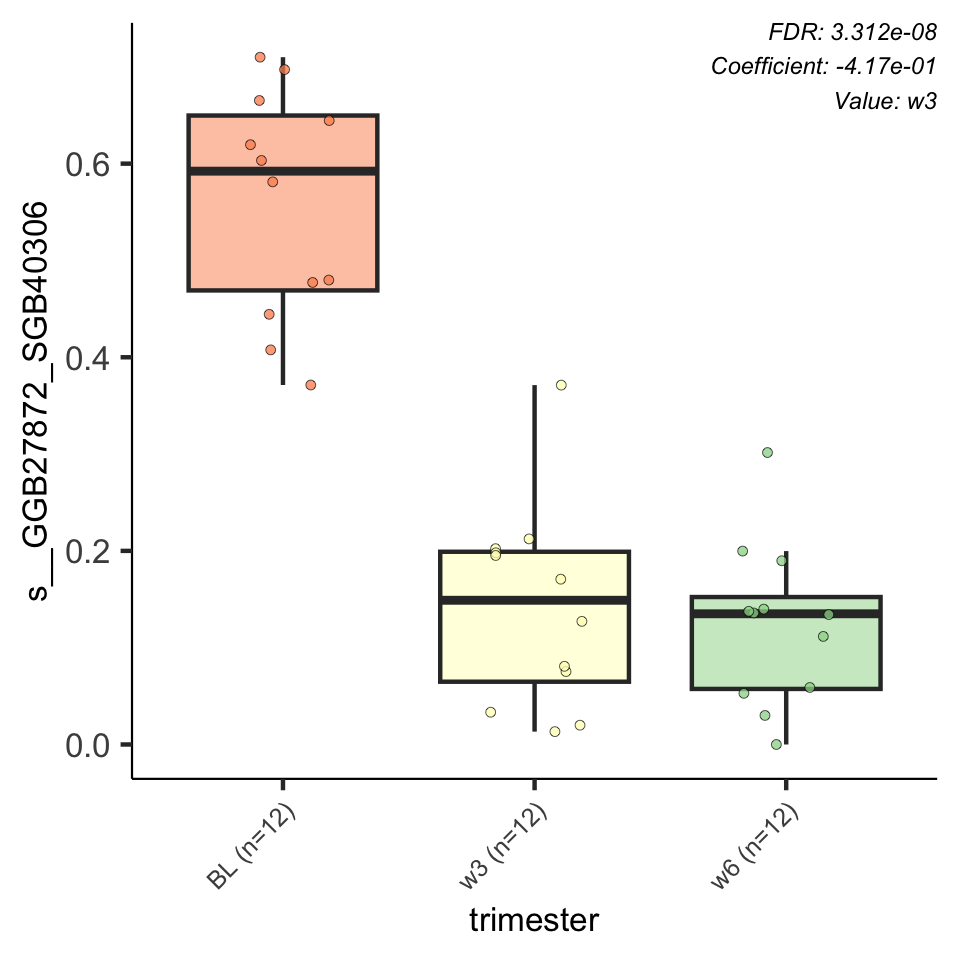 FDR: 3.312e-08
Coefficient: -4.17e-01
Value: w3
s__GGB27872_SGB40306
0.6
0.4
0.2
0.0
BL (n=12)
w3 (n=12)
w6 (n=12)
trimester